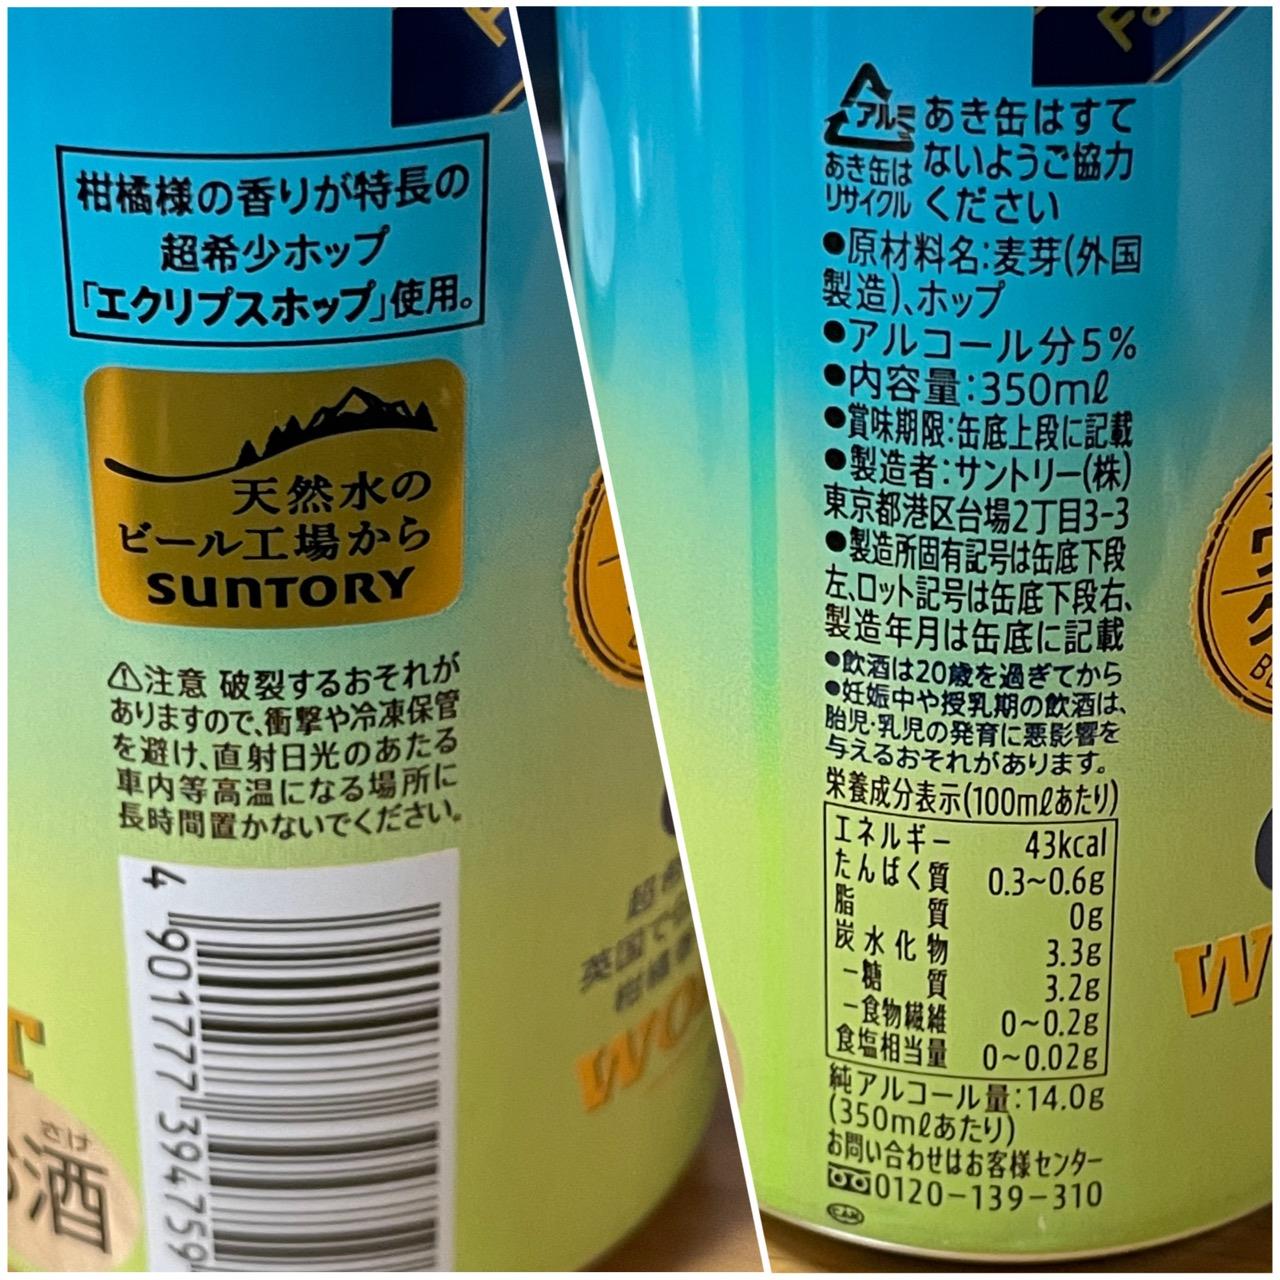 柑橘様の香りが特長の
超希少ホップ
「エクリプスホップ」使用。
天然水の
ビール工場から
SUNTORY
⚠注意 破裂するおそれが
ありますので、衝撃や冷凍保管
を避け、直射日光のあたる
車内等高温になる場所に
長時間置かないでください。
4 901777 394759
超希
英国で
柑橘
WO
T
さけ
酒
アルミ
あき缶は
リサイクル
あき缶はすて
ないようご協力
ください
●原材料名:麦芽(外国
製造)、ホップ
●アルコール分5%
●内容量:350mℓ
●賞味期限:缶底上段に記載
●製造者:サントリー(株)
東京都港区台場2丁目3-3
●製造所固有記号は缶底下段
左、ロット記号は缶底下段右、
製造年月は缶底に記載
●飲酒は20歳を過ぎてから
●妊娠中や授乳期の飲酒は、
胎児・乳児の発育に悪影響を
与えるおそれがあります。
栄養成分表示(100mℓあたり)
エネルギー 43kcal
たんぱく質 0.3~0.6g
脂質 0g
炭水化物 3.3g
-糖質 3.2g
-食物繊維 0~0.2g
食塩相当量 0~0.02g
純アルコール量:14.0g
(350mℓあたり)
お問い合わせはお客様センター
0120-139-310
Fa
W